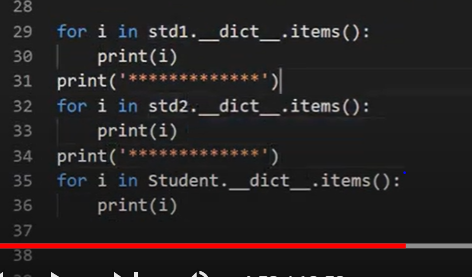 28
29 for i in std1.__dict__.items():
30     print(i)
31 print('*************')
32 for i in std2.__dict__.items():
33     print(i)
34 print('*************')
35 for i in Student.__dict__.items():
36     print(i)
37
38